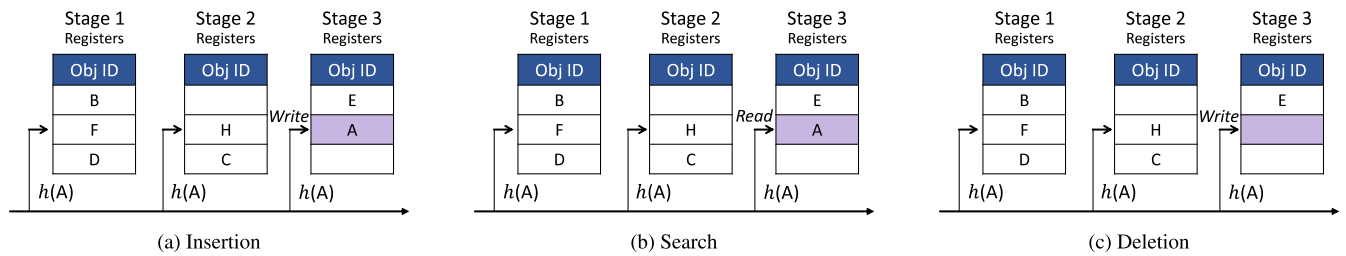 Stage 1 Stage 2 Stage 3
Registers Registers Registers
Obj ID Obj ID Obj ID
B E
Write
F H A
D C
h(A) h(A) h(A)
(a) Insertion
Stage 1 Stage 2 Stage 3
Registers Registers Registers
Obj ID Obj ID Obj ID
B E
Read
F H A
D C
h(A) h(A) h(A)
(b) Search
Stage 1 Stage 2 Stage 3
Registers Registers Registers
Obj ID Obj ID Obj ID
B E
Write
F H
D C
h(A) h(A) h(A)
(c) Deletion